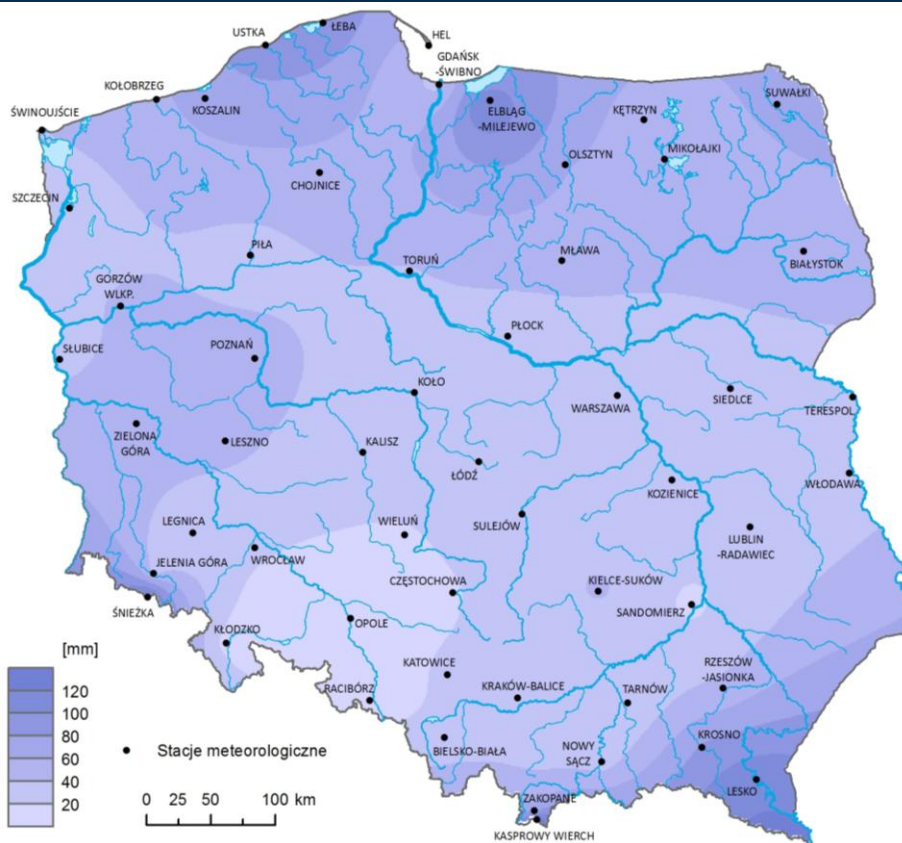 ŁEBA
USTKA
HEL
GDAŃSK
-ŚWIBNO
KOŁOBRZEG
KOSZALIN
ŚWINOUJŚCIE
ELBLĄG
-MILEJEWO
KĘTRZYN
SUWAŁKI
MIKOŁAJKI
OLSZTYN
CHOJNICE
SZCZECIN
PIŁA
TORUŃ
MŁAWA
BIAŁYSTOK
GORZÓW
WLKP.
PŁOCK
SŁUBICE
POZNAŃ
KOŁO
WARSZAWA
SIEDLCE
TERESPOL
ZIELONA
GÓRA
LESZNO
KALISZ
ŁÓDŹ
KOZIENICE
WŁODAWA
LEGNICA
WIELUŃ
SULEJÓW
LUBLIN
-RADAWIEC
JELENIA GÓRA
WROCŁAW
CZĘSTOCHOWA
KIELCE-SUKÓW
SANDOMIERZ
ŚNIEŻKA
KŁODZKO
OPOLE
KATOWICE
RZESZÓW
-JASIONKA
RACIBÓRZ
KRAKÓW-BALICE
TARNÓW
BIELSKO-BIAŁA
NOWY
SĄCZ
KROSNO
LESKO
ZAKOPANE
KASPROWY WIERCH
[mm]
120
100
80
60
40
20
Stacje meteorologiczne
0 25 50 100 km